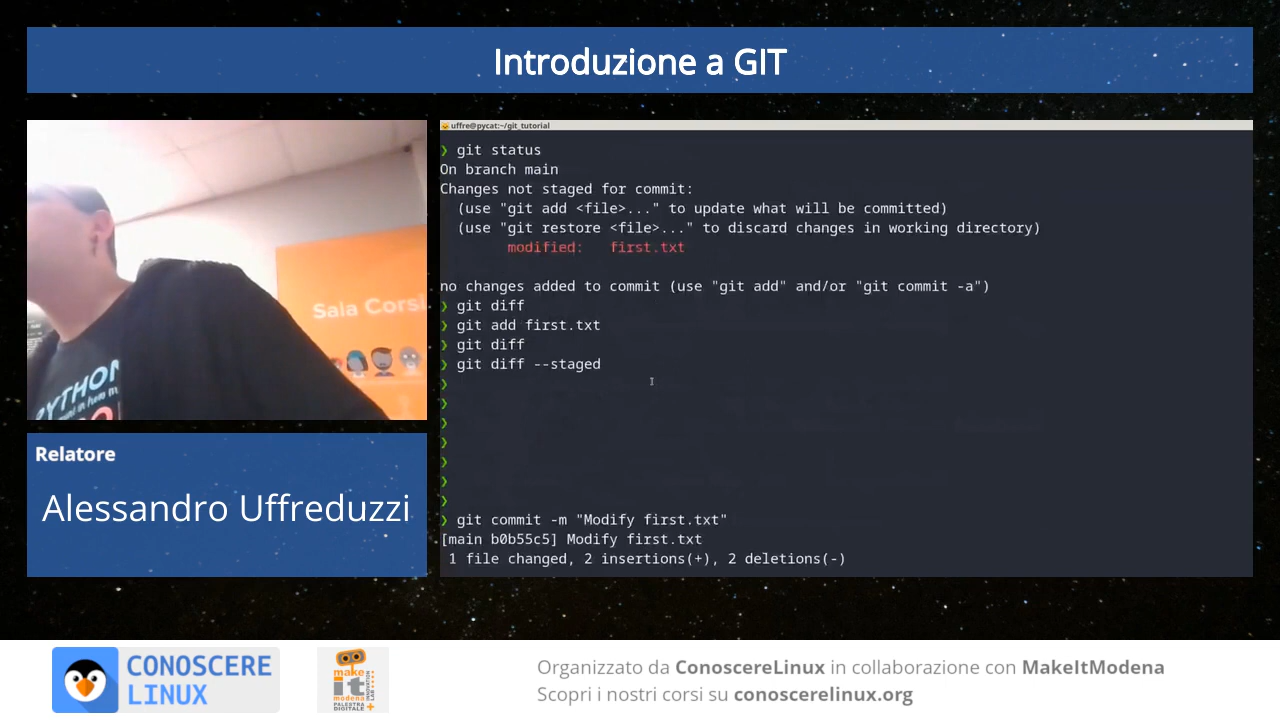 Introduzione a GIT
Sala Corsi
YTHON
Relatore
Alessandro Uffreduzzi
uffre@pycat:~/git_tutorial
❯ git status
On branch main
Changes not staged for commit:
  (use "git add <file>..." to update what will be committed)
  (use "git restore <file>..." to discard changes in working directory)
        modified:   first.txt
no changes added to commit (use "git add" and/or "git commit -a")
❯ git diff
❯ git add first.txt
❯ git diff
❯ git diff --staged
❯
❯
❯
❯
❯
❯
❯
❯ git commit -m "Modify first.txt"
[main b0b55c5] Modify first.txt
 1 file changed, 2 insertions(+), 2 deletions(-)
CONOSCERE
LINUX
make
it
modena
PALESTRA
DIGITALE
INNOVATION
LAB
Organizzato da ConoscereLinux in collaborazione con MakeItModena
Scopri i nostri corsi su conoscerelinux.org